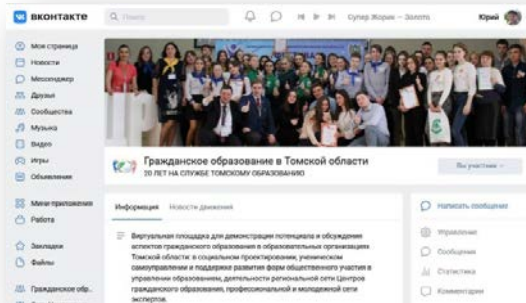 вконтакте
Поиск
Супер Жорик — Золото
Юрий
Моя страница
Новости
Мессенджер
Друзья
Сообщества
Музыка
Видео
Игры
Объявления
Мини-приложения
Работа
Закладки
Файлы
Гражданское обр..
Гражданское образование в Томской области
20 ЛЕТ НА СЛУЖБЕ ТОМСКОМУ ОБРАЗОВАНИЮ
Вы участник
Информация Новости движения
Виртуальная площадка для демонстрации потенциала и обсуждения
аспектов гражданского образования в образовательных организациях
Томской области: в социальном проектировании, ученическом
самоуправлении и поддержке развития форм общественного участия в
управлении образованием, деятельности региональной сети Центров
гражданского образования, профессиональной и молодежной сети
экспертов.
Написать сообщение
Управление
Сообщения
Статистика
Комментарии